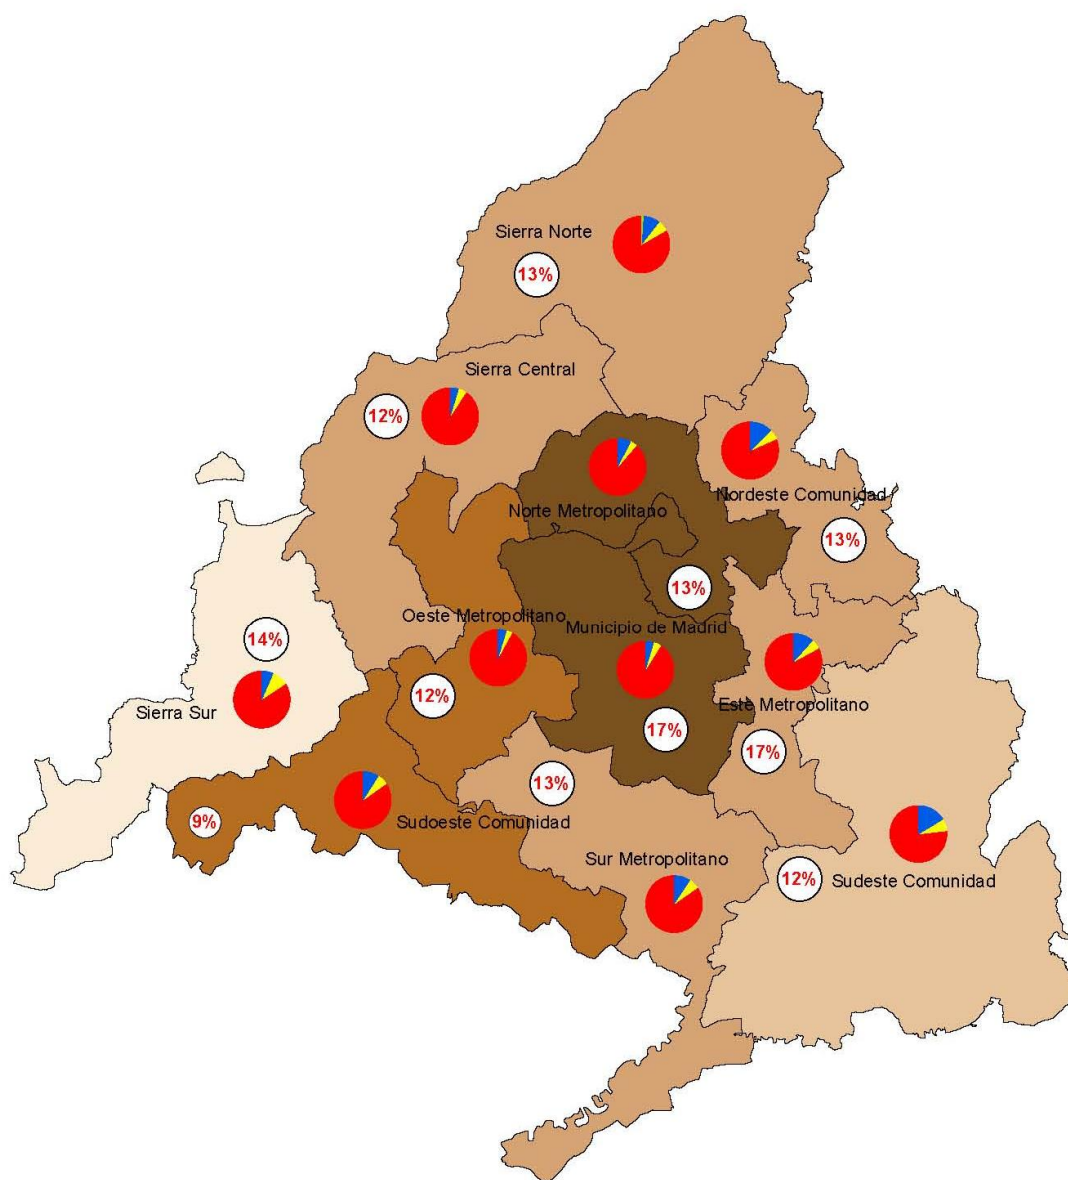 Sierra Norte
13%
Sierra Central
12%
Nordeste Comunidad
13%
Norte Metropolitano
13%
Oeste Metropolitano
12%
Municipio de Madrid
17%
14%
Sierra Sur
Este Metropolitano
17%
9%
Sudoeste Comunidad
13%
Sur Metropolitano
12%
Sudeste Comunidad